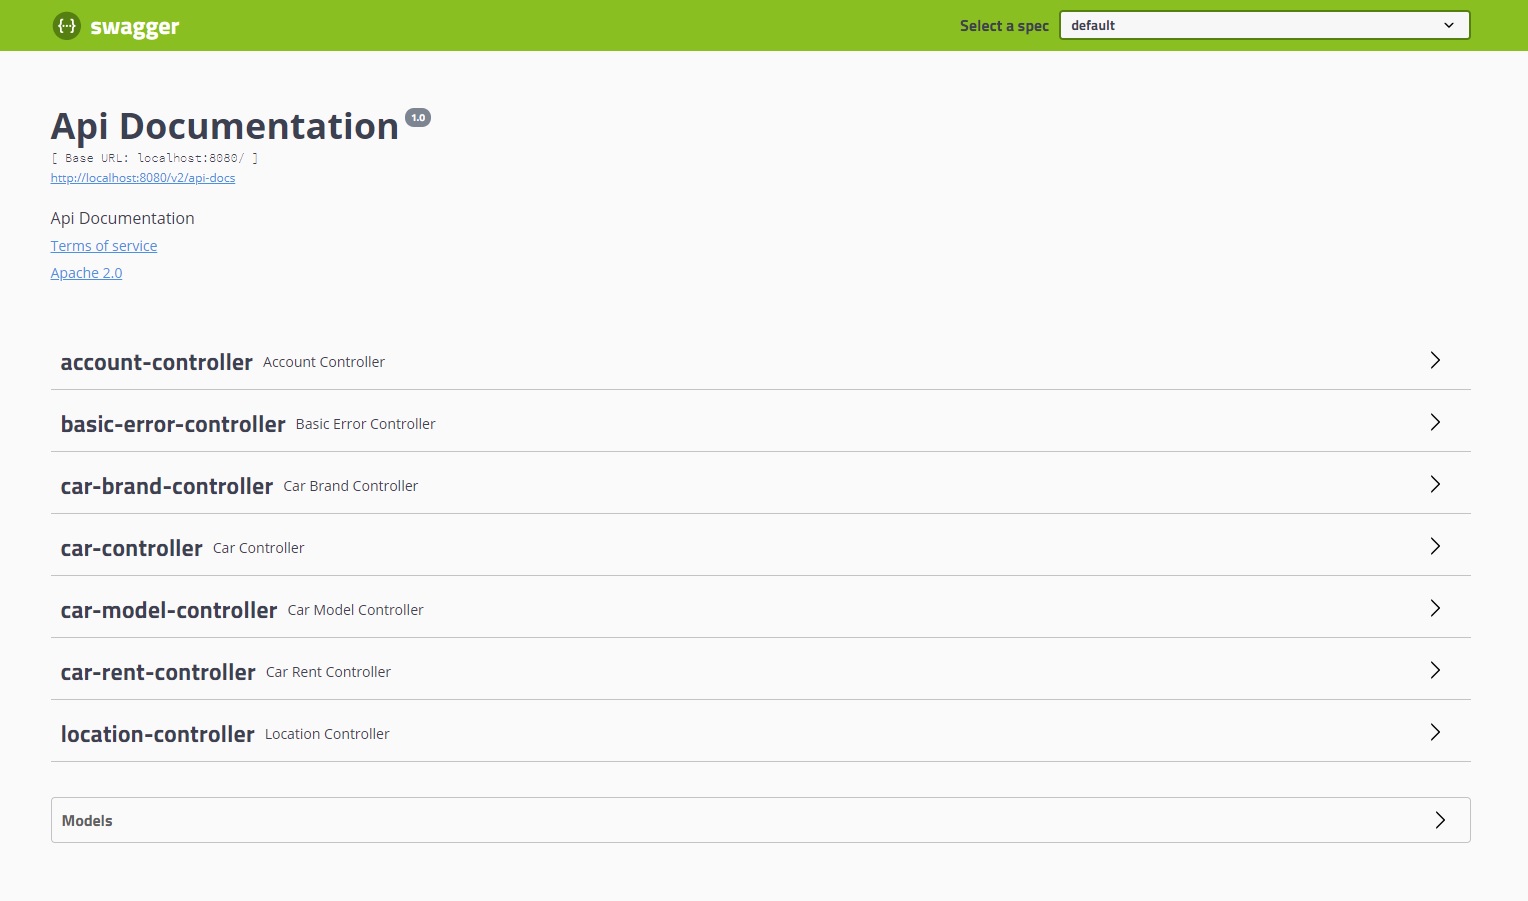 {···} swagger
Select a spec default
Api Documentation 1.0
[ Base URL: localhost:8080/ ]
http://localhost:8080/v2/api-docs
Api Documentation
Terms of service
Apache 2.0
account-controller Account Controller
basic-error-controller Basic Error Controller
car-brand-controller Car Brand Controller
car-controller Car Controller
car-model-controller Car Model Controller
car-rent-controller Car Rent Controller
location-controller Location Controller
Models